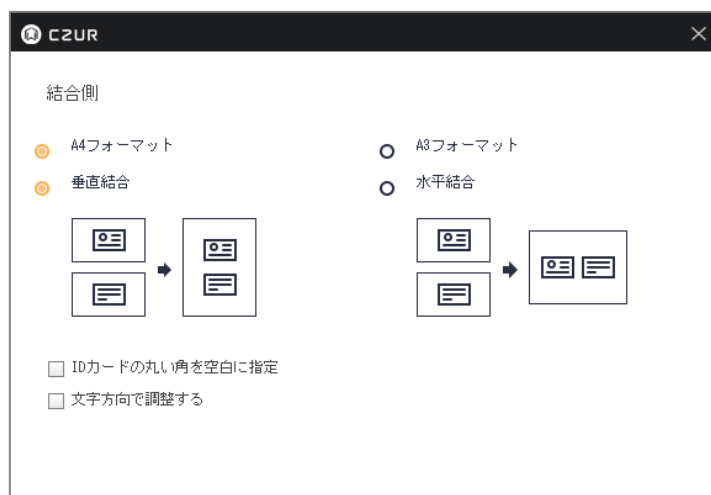 CZUR
結合側
A4フォーマット
A3フォーマット
垂直結合
水平結合
IDカードの丸い角を空白に指定
文字方向で調整する